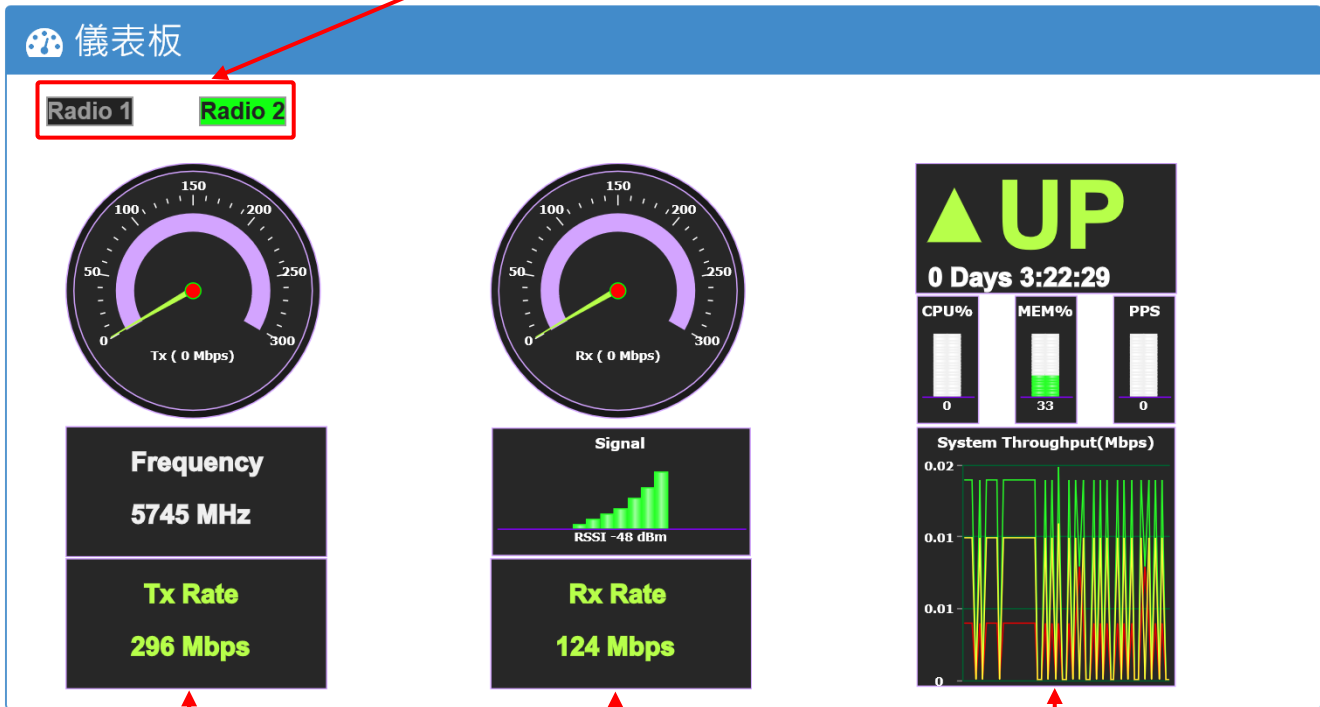 儀表板
Radio 1 Radio 2
150
100 200
50 250
0 300
Tx ( 0 Mbps)
150
100 200
50 250
0 300
Rx ( 0 Mbps)
▲UP
0 Days 3:22:29
CPU% MEM% PPS
0 33 0
Frequency
5745 MHz
Signal
RSSI -48 dBm
System Throughput(Mbps)
0.02
0.01
0.01
0
Tx Rate
296 Mbps
Rx Rate
124 Mbps